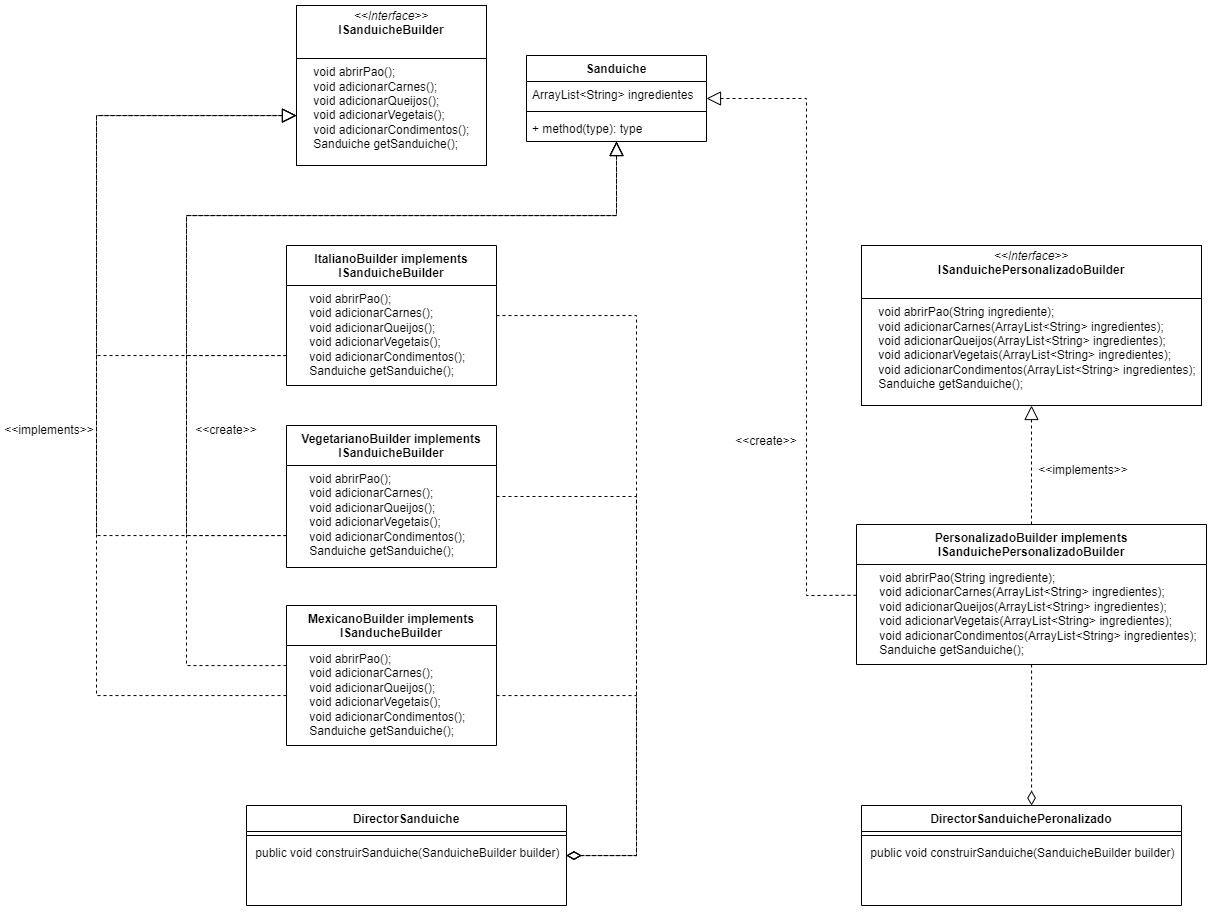 <<Interface>>
ISanduicheBuilder
void abrirPao();
void adicionarCarnes();
void adicionarQueijos();
void adicionarVegetais();
void adicionarCondimentos();
Sanduiche getSanduiche();
Sanduiche
ArrayList<String> ingredientes
+ method(type): type
ItalianoBuilder implements
ISanduicheBuilder
void abrirPao();
void adicionarCarnes();
void adicionarQueijos();
void adicionarVegetais();
void adicionarCondimentos();
Sanduiche getSanduiche();
<<Interface>>
ISanduichePersonalizadoBuilder
void abrirPao(String ingrediente);
void adicionarCarnes(ArrayList<String> ingredientes);
void adicionarQueijos(ArrayList<String> ingredientes);
void adicionarVegetais(ArrayList<String> ingredientes);
void adicionarCondimentos(ArrayList<String> ingredientes);
Sanduiche getSanduiche();
<<implements>>
<<create>>
VegetarianoBuilder implements
ISanduicheBuilder
void abrirPao();
void adicionarCarnes();
void adicionarQueijos();
void adicionarVegetais();
void adicionarCondimentos();
Sanduiche getSanduiche();
<<create>>
<<implements>>
PersonalizadoBuilder implements
ISanduichePersonalizadoBuilder
void abrirPao(String ingrediente);
void adicionarCarnes(ArrayList<String> ingredientes);
void adicionarQueijos(ArrayList<String> ingredientes);
void adicionarVegetais(ArrayList<String> ingredientes);
void adicionarCondimentos(ArrayList<String> ingredientes);
Sanduiche getSanduiche();
MexicanoBuilder implements
ISanducheBuilder
void abrirPao();
void adicionarCarnes();
void adicionarQueijos();
void adicionarVegetais();
void adicionarCondimentos();
Sanduiche getSanduiche();
DirectorSanduiche
public void construirSanduiche(SanduicheBuilder builder)
DirectorSanduichePeronalizado
public void construirSanduiche(SanduicheBuilder builder)